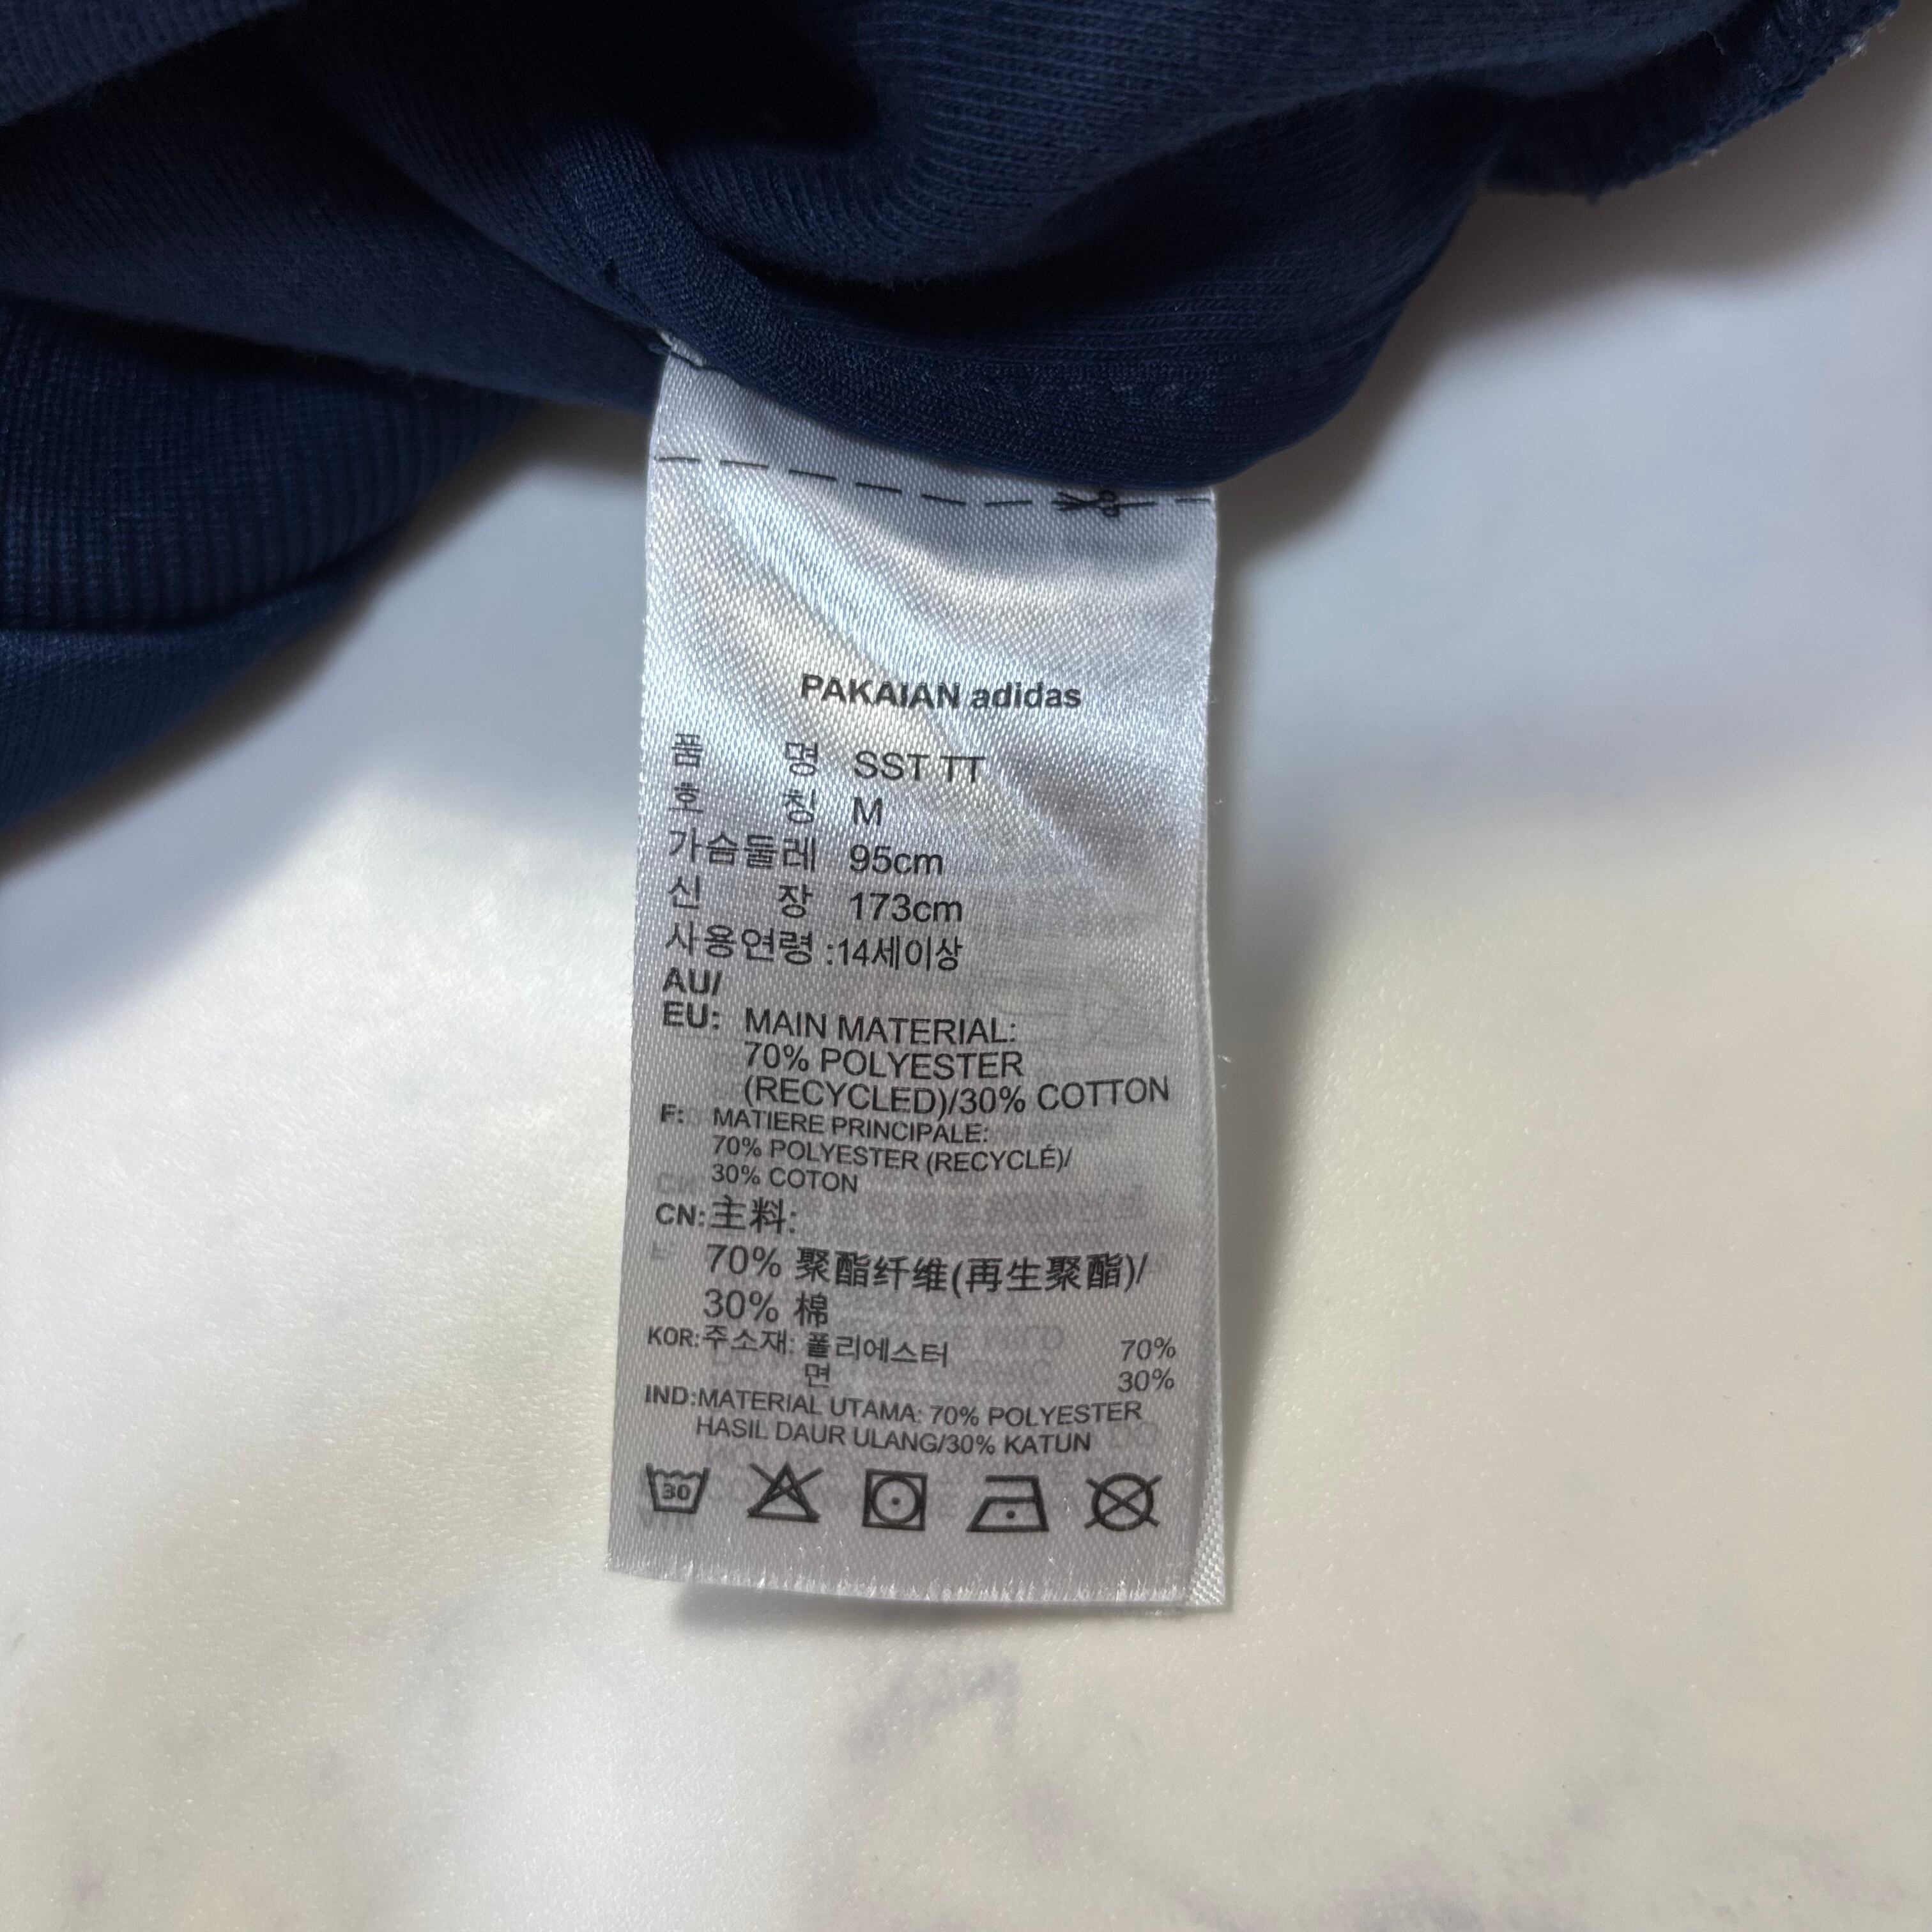 PAKAIAN adidas
품 명 SST TT
호 칭 M
가슴둘레 95cm
신 장 173cm
사용연령 :14세이상
AU/
EU: MAIN MATERIAL:
70% POLYESTER
(RECYCLED)/30% COTTON
F: MATIERE PRINCIPALE:
70% POLYESTER (RECYCLÉ)/
30% COTON
CN:主料:
70% 聚酯纤维(再生聚酯)/
30% 棉
KOR:주소재: 폴리에스터 70%
면 30%
IND:MATERIAL UTAMA: 70% POLYESTER
HASIL DAUR ULANG/30% KATUN
30